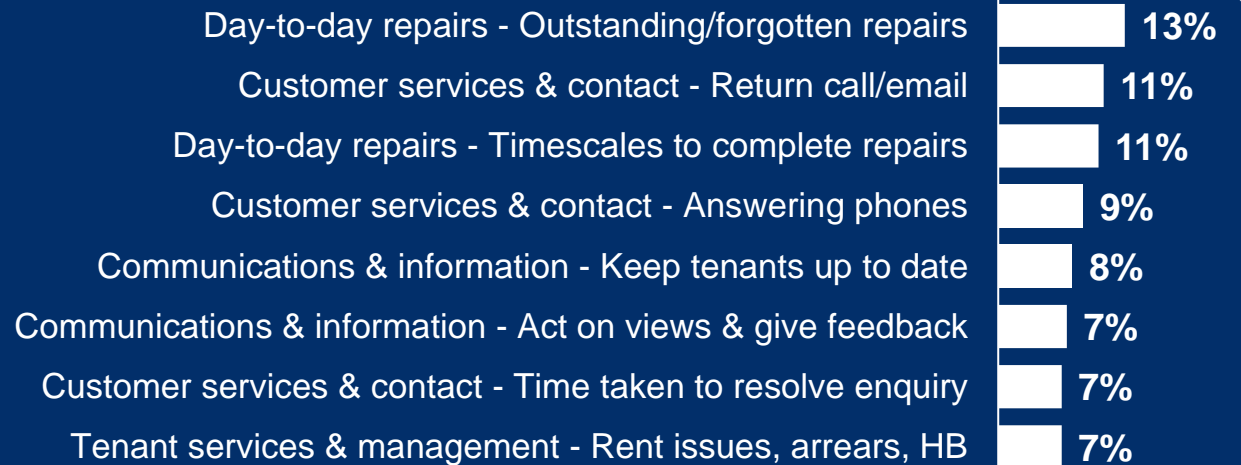 Day-to-day repairs - Outstanding/forgotten repairs 13%
Customer services & contact - Return call/email 11%
Day-to-day repairs - Timescales to complete repairs 11%
Customer services & contact - Answering phones 9%
Communications & information - Keep tenants up to date 8%
Communications & information - Act on views & give feedback 7%
Customer services & contact - Time taken to resolve enquiry 7%
Tenant services & management - Rent issues, arrears, HB 7%